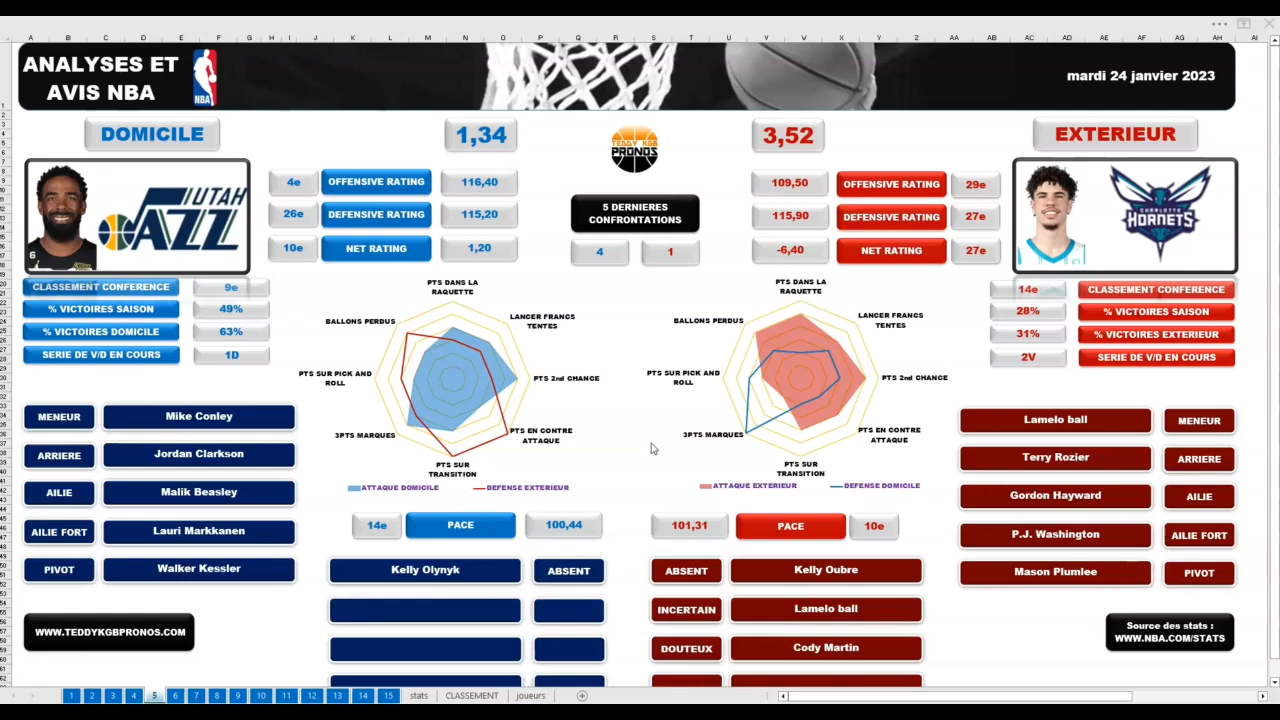 ANALYSES ET
AVIS NBA
NBA
mardi 24 janvier 2023
DOMICILE
1,34
TEDDY KGB
PRONOS
3,52
EXTERIEUR
UTAH
JAZZ
6
4e OFFENSIVE RATING 116,40
26e DEFENSIVE RATING 115,20
10e NET RATING 1,20
5 DERNIERES
CONFRONTATIONS
4 1
109,50 OFFENSIVE RATING 29e
115,90 DEFENSIVE RATING 27e
-6,40 NET RATING 27e
CHARLOTTE
HORNETS
CLASSEMENT CONFERENCE 9e
% VICTOIRES SAISON 49%
% VICTOIRES DOMICILE 63%
SERIE DE V/D EN COURS 1D
PTS DANS LA
RAQUETTE
LANCER FRANCS
TENTES
PTS 2nd CHANCE
PTS EN CONTRE
ATTAQUE
PTS SUR
TRANSITION
3PTS MARQUES
PTS SUR PICK AND
ROLL
BALLONS PERDUS
ATTAQUE DOMICILE DEFENSE EXTERIEUR
PTS DANS LA
RAQUETTE
LANCER FRANCS
TENTES
PTS 2nd CHANCE
PTS EN CONTRE
ATTAQUE
PTS SUR
TRANSITION
3PTS MARQUES
PTS SUR PICK AND
ROLL
BALLONS PERDUS
ATTAQUE EXTERIEUR DEFENSE DOMICILE
14e CLASSEMENT CONFERENCE
28% % VICTOIRES SAISON
31% % VICTOIRES EXTERIEUR
2V SERIE DE V/D EN COURS
MENEUR Mike Conley
ARRIERE Jordan Clarkson
AILIE Malik Beasley
AILIE FORT Lauri Markkanen
PIVOT Walker Kessler
Lamelo ball MENEUR
Terry Rozier ARRIERE
Gordon Hayward AILIE
P.J. Washington AILIE FORT
Mason Plumlee PIVOT
14e PACE 100,44
101,31 PACE 10e
Kelly Olynyk ABSENT
ABSENT Kelly Oubre
INCERTAIN Lamelo ball
DOUTEUX Cody Martin
WWW.TEDDYKGBPRONOS.COM
Source des stats :
WWW.NBA.COM/STATS
1 2 3 4 5 6 7 8 9 10 11 12 13 14 15 stats CLASSEMENT joueurs